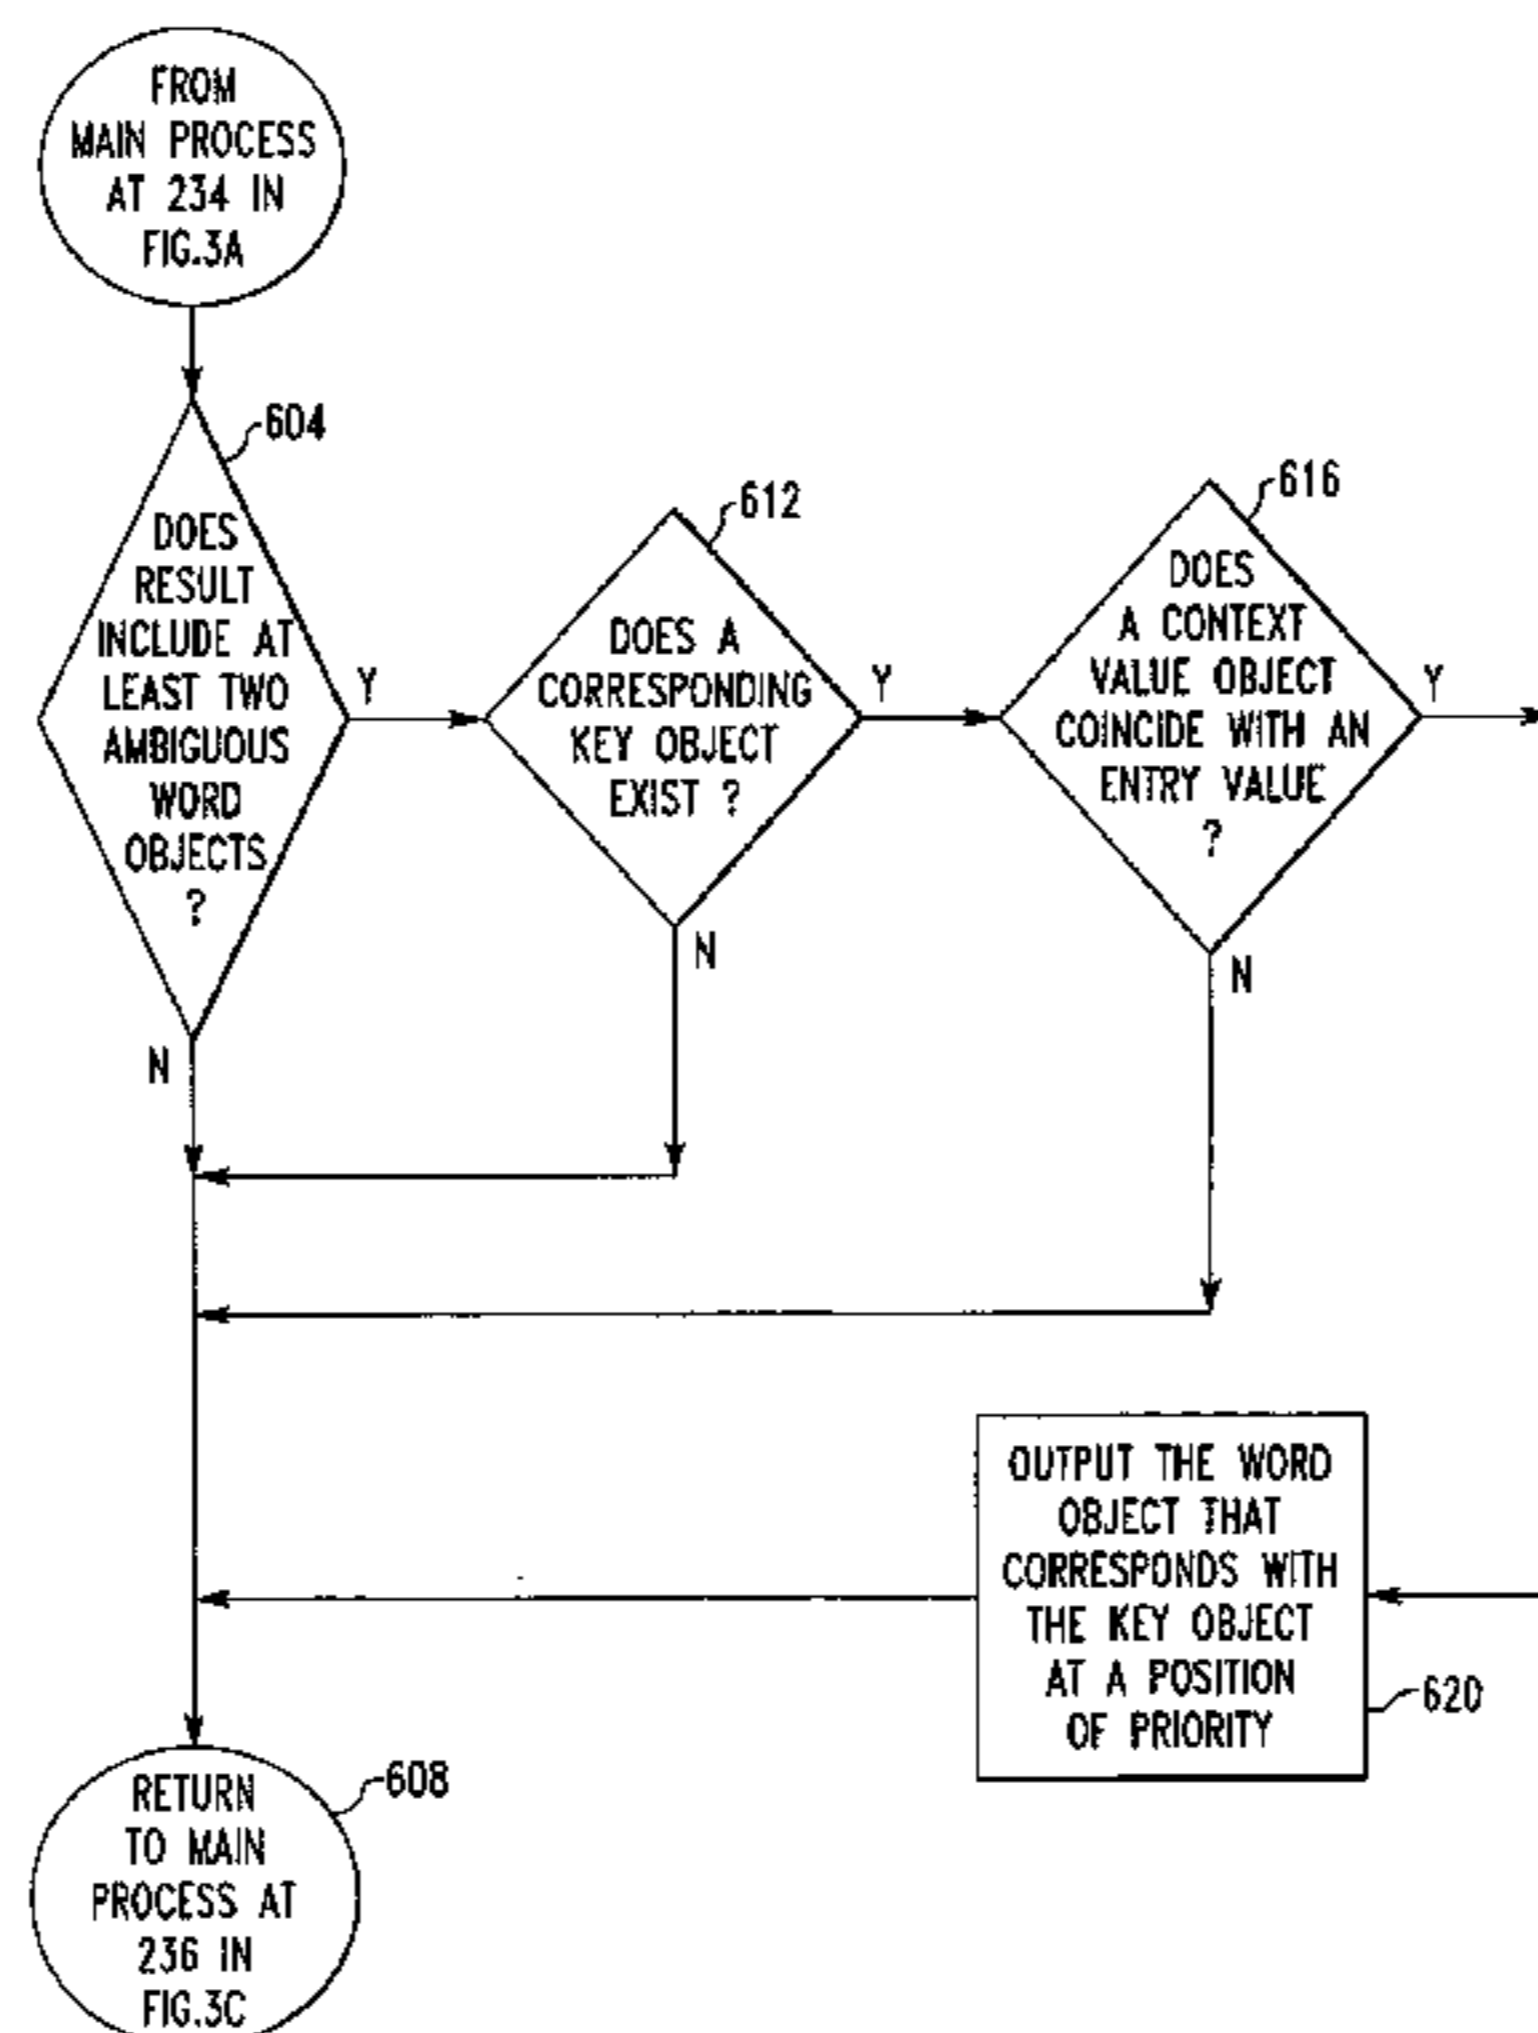 FROM
MAIN PROCESS
AT 234 IN
FIG.3A
604
DOES
RESULT
INCLUDE AT
LEAST TWO
AMBIGUOUS
WORD
OBJECTS
?
Y
N
612
DOES A
CORRESPONDING
KEY OBJECT
EXIST ?
Y
N
616
DOES
A CONTEXT
VALUE OBJECT
COINCIDE WITH AN
ENTRY VALUE
?
Y
N
OUTPUT THE WORD
OBJECT THAT
CORRESPONDS WITH
THE KEY OBJECT
AT A POSITION
OF PRIORITY
620
608
RETURN
TO MAIN
PROCESS AT
236 IN
FIG.3C